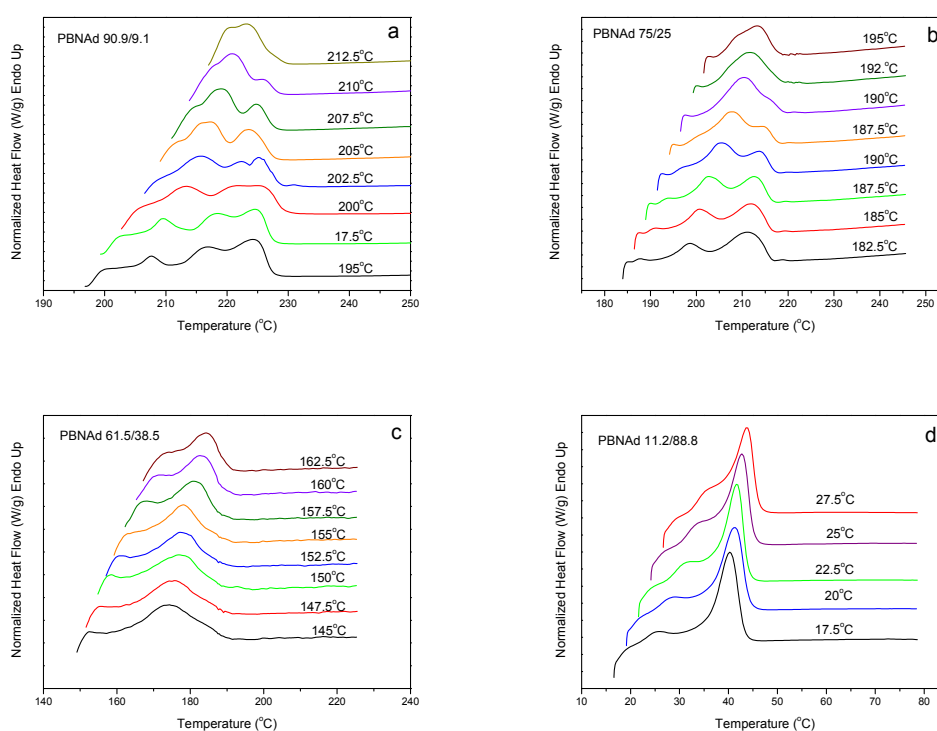 a
PBNAd 90.9/9.1
212.5°C
210°C
207.5°C
205°C
202.5°C
200°C
17.5°C
195°C
190 200 210 220 230 240 250
Temperature (°C)
Normalized Heat Flow (W/g) Endo Up
b
PBNAd 75/25
195°C
192.°C
190°C
187.5°C
190°C
187.5°C
185°C
182.5°C
180 190 200 210 220 230 240 250
Temperature (°C)
Normalized Heat Flow (W/g) Endo Up
c
PBNAd 61.5/38.5
162.5°C
160°C
157.5°C
155°C
152.5°C
150°C
147.5°C
145°C
140 160 180 200 220 240
Temperature (°C)
Normalized Heat Flow (W/g) Endo Up
d
PBNAd 11.2/88.8
27.5°C
25°C
22.5°C
20°C
17.5°C
10 20 30 40 50 60 70 80
Temperature (°C)
Normalized Heat Flow (W/g) Endo Up